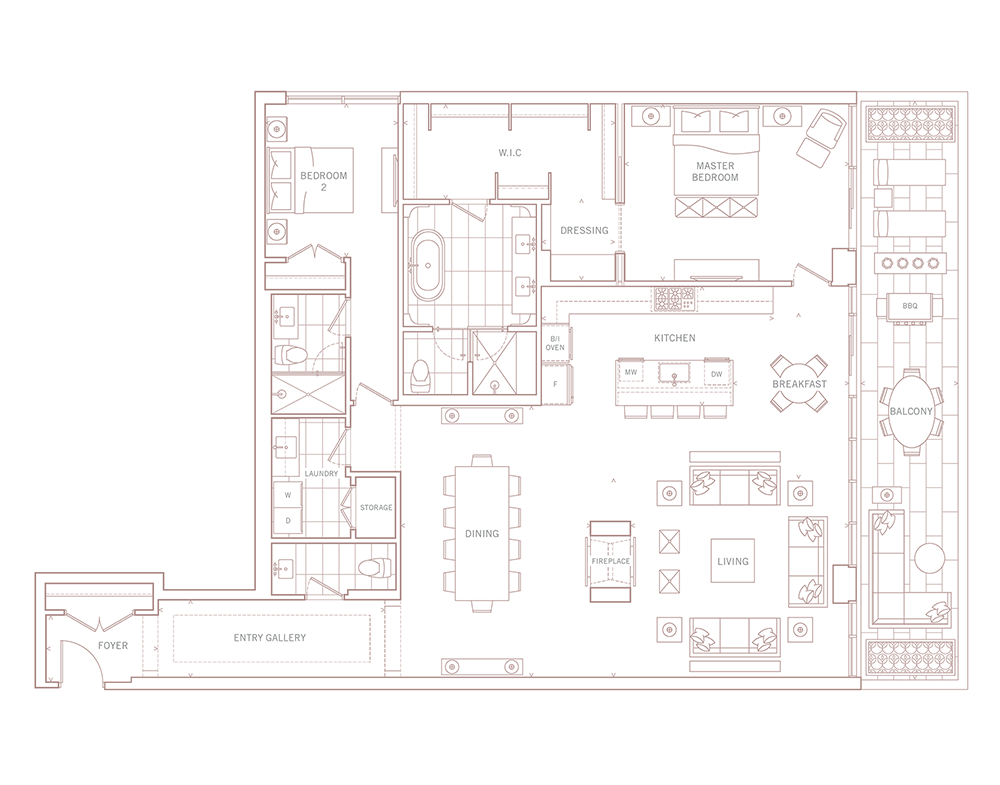 W.I.C
MASTER
BEDROOM
BEDROOM
2
DRESSING
BBQ
B/I
OVEN
KITCHEN
F
MW
DW
BREAKFAST
BALCONY
LAUNDRY
W
D
STORAGE
DINING
FIREPLACE
LIVING
ENTRY GALLERY
FOYER